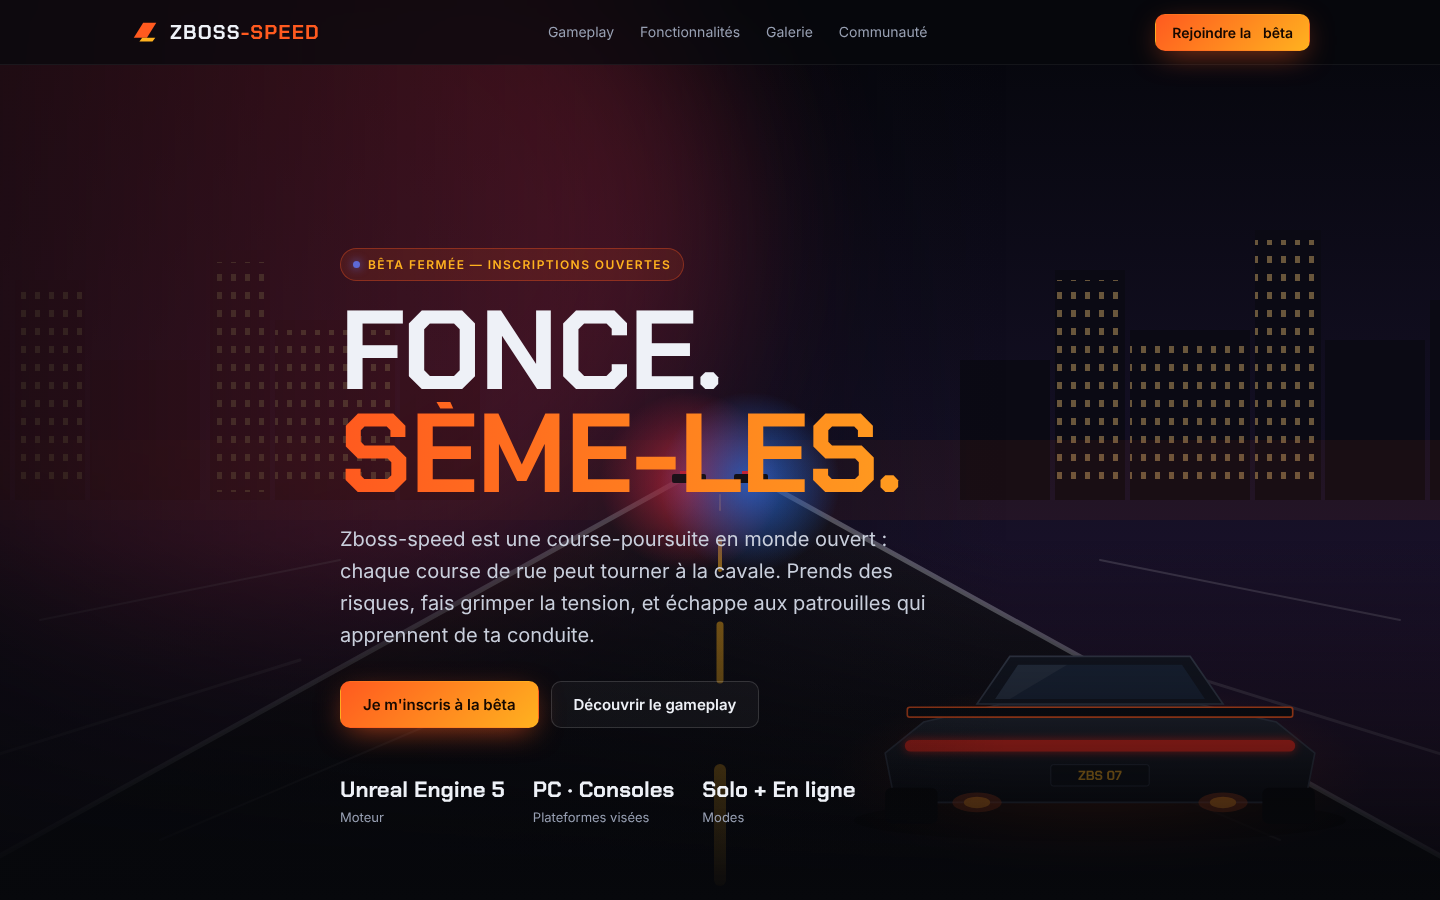 ZBOSS-SPEED
Gameplay Fonctionnalités Galerie Communauté
Rejoindre la bêta
BÊTA FERMÉE — INSCRIPTIONS OUVERTES
FONCE.
SÈME-LES.
Zboss-speed est une course-poursuite en monde ouvert :
chaque course de rue peut tourner à la cavale. Prends des
risques, fais grimper la tension, et échappe aux patrouilles qui
apprennent de ta conduite.
Je m'inscris à la bêta
Découvrir le gameplay
ZBS 07
Unreal Engine 5
Moteur
PC · Consoles
Plateformes visées
Solo + En ligne
Modes